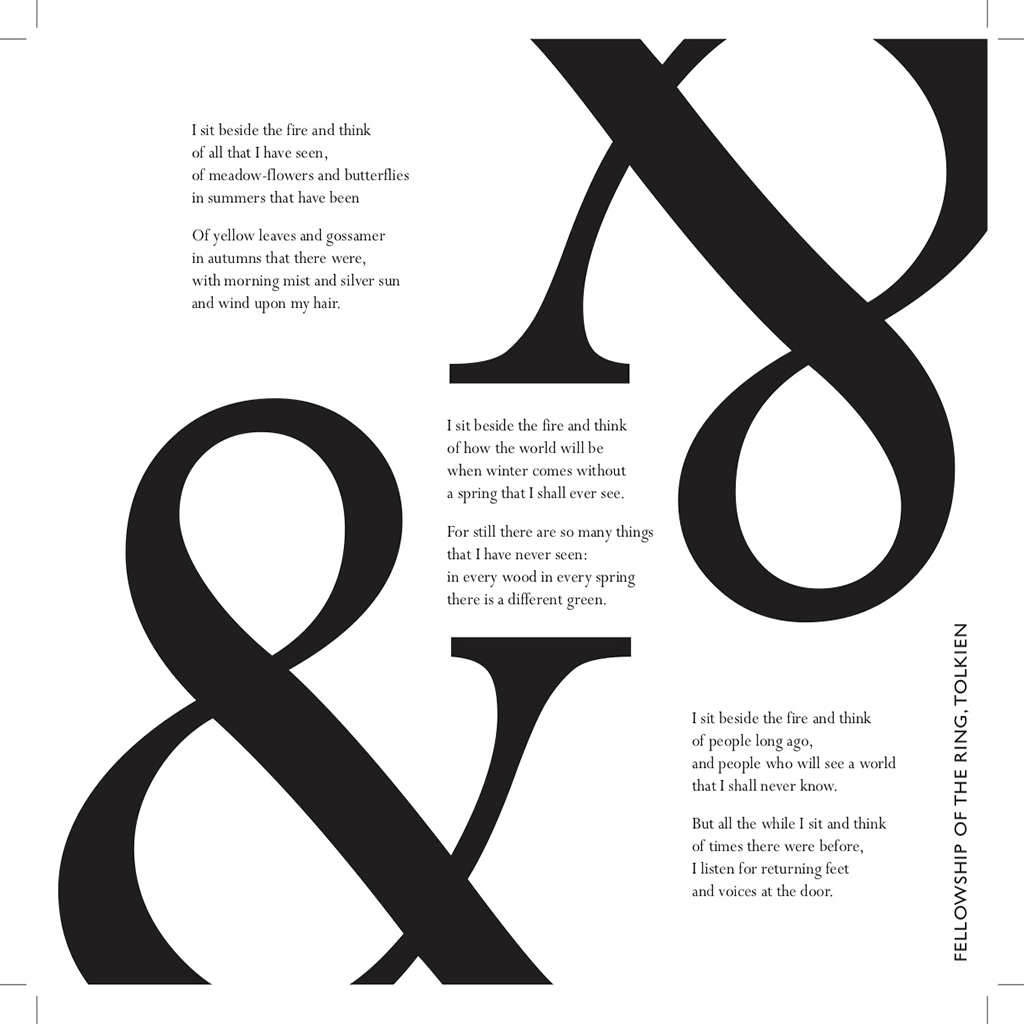 I sit beside the fire and think
of all that I have seen,
of meadow-flowers and butterflies
in summers that have been
Of yellow leaves and gossamer
in autumns that there were,
with morning mist and silver sun
and wind upon my hair.
&
I sit beside the fire and think
of how the world will be
when winter comes without
a spring that I shall ever see.
For still there are so many things
that I have never seen:
in every wood in every spring
there is a different green.
&
I sit beside the fire and think
of people long ago,
and people who will see a world
that I shall never know.
But all the while I sit and think
of times there were before,
I listen for returning feet
and voices at the door.
FELLOWSHIP OF THE RING, TOLKIEN